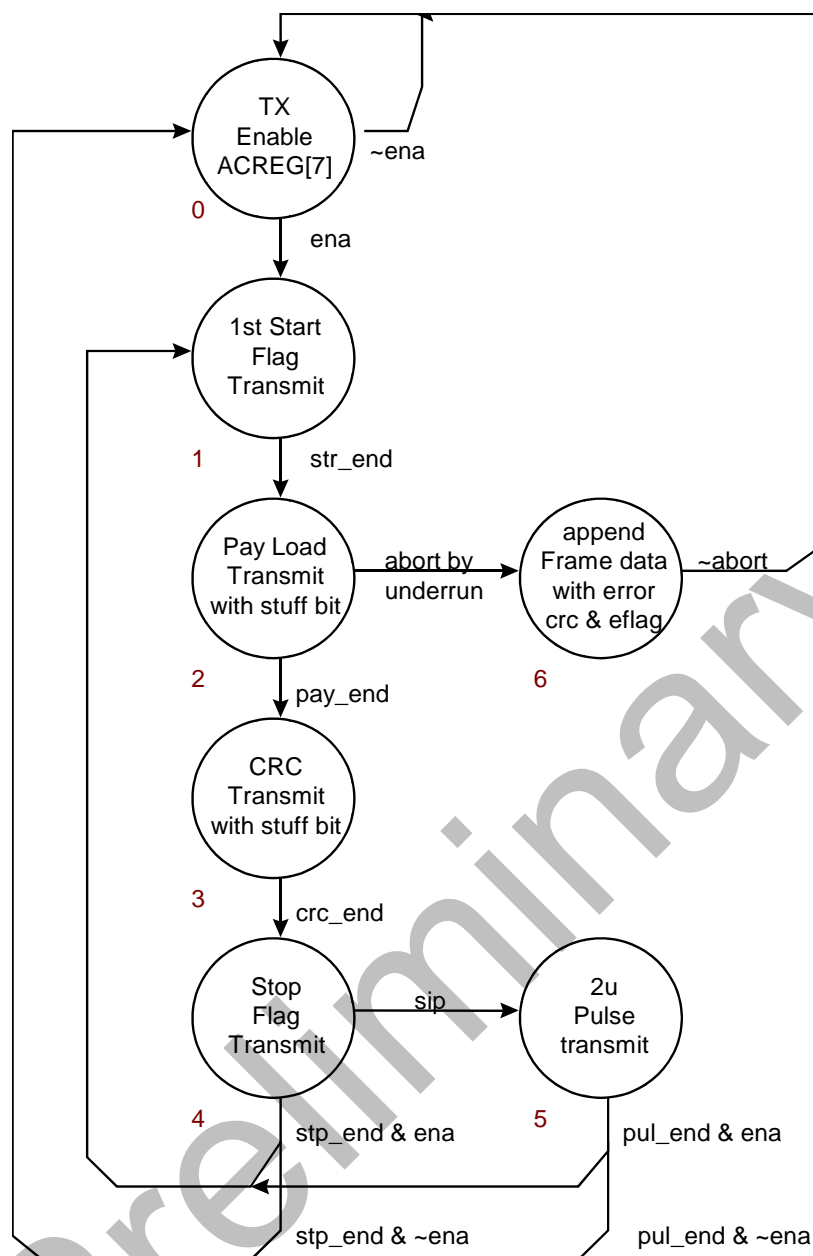 TX
Enable
ACREG[7]
~ena
0
ena
1st Start
Flag
Transmit
1
str_end
Pay Load
Transmit
with stuff bit
abort by
underrun
append
Frame data
with error
crc & eflag
~abort
2
6
pay_end
CRC
Transmit
with stuff bit
3
crc_end
Stop
Flag
Transmit
sip
2u
Pulse
transmit
4
stp_end & ena
5
pul_end & ena
stp_end & ~ena
pul_end & ~ena
preliminary